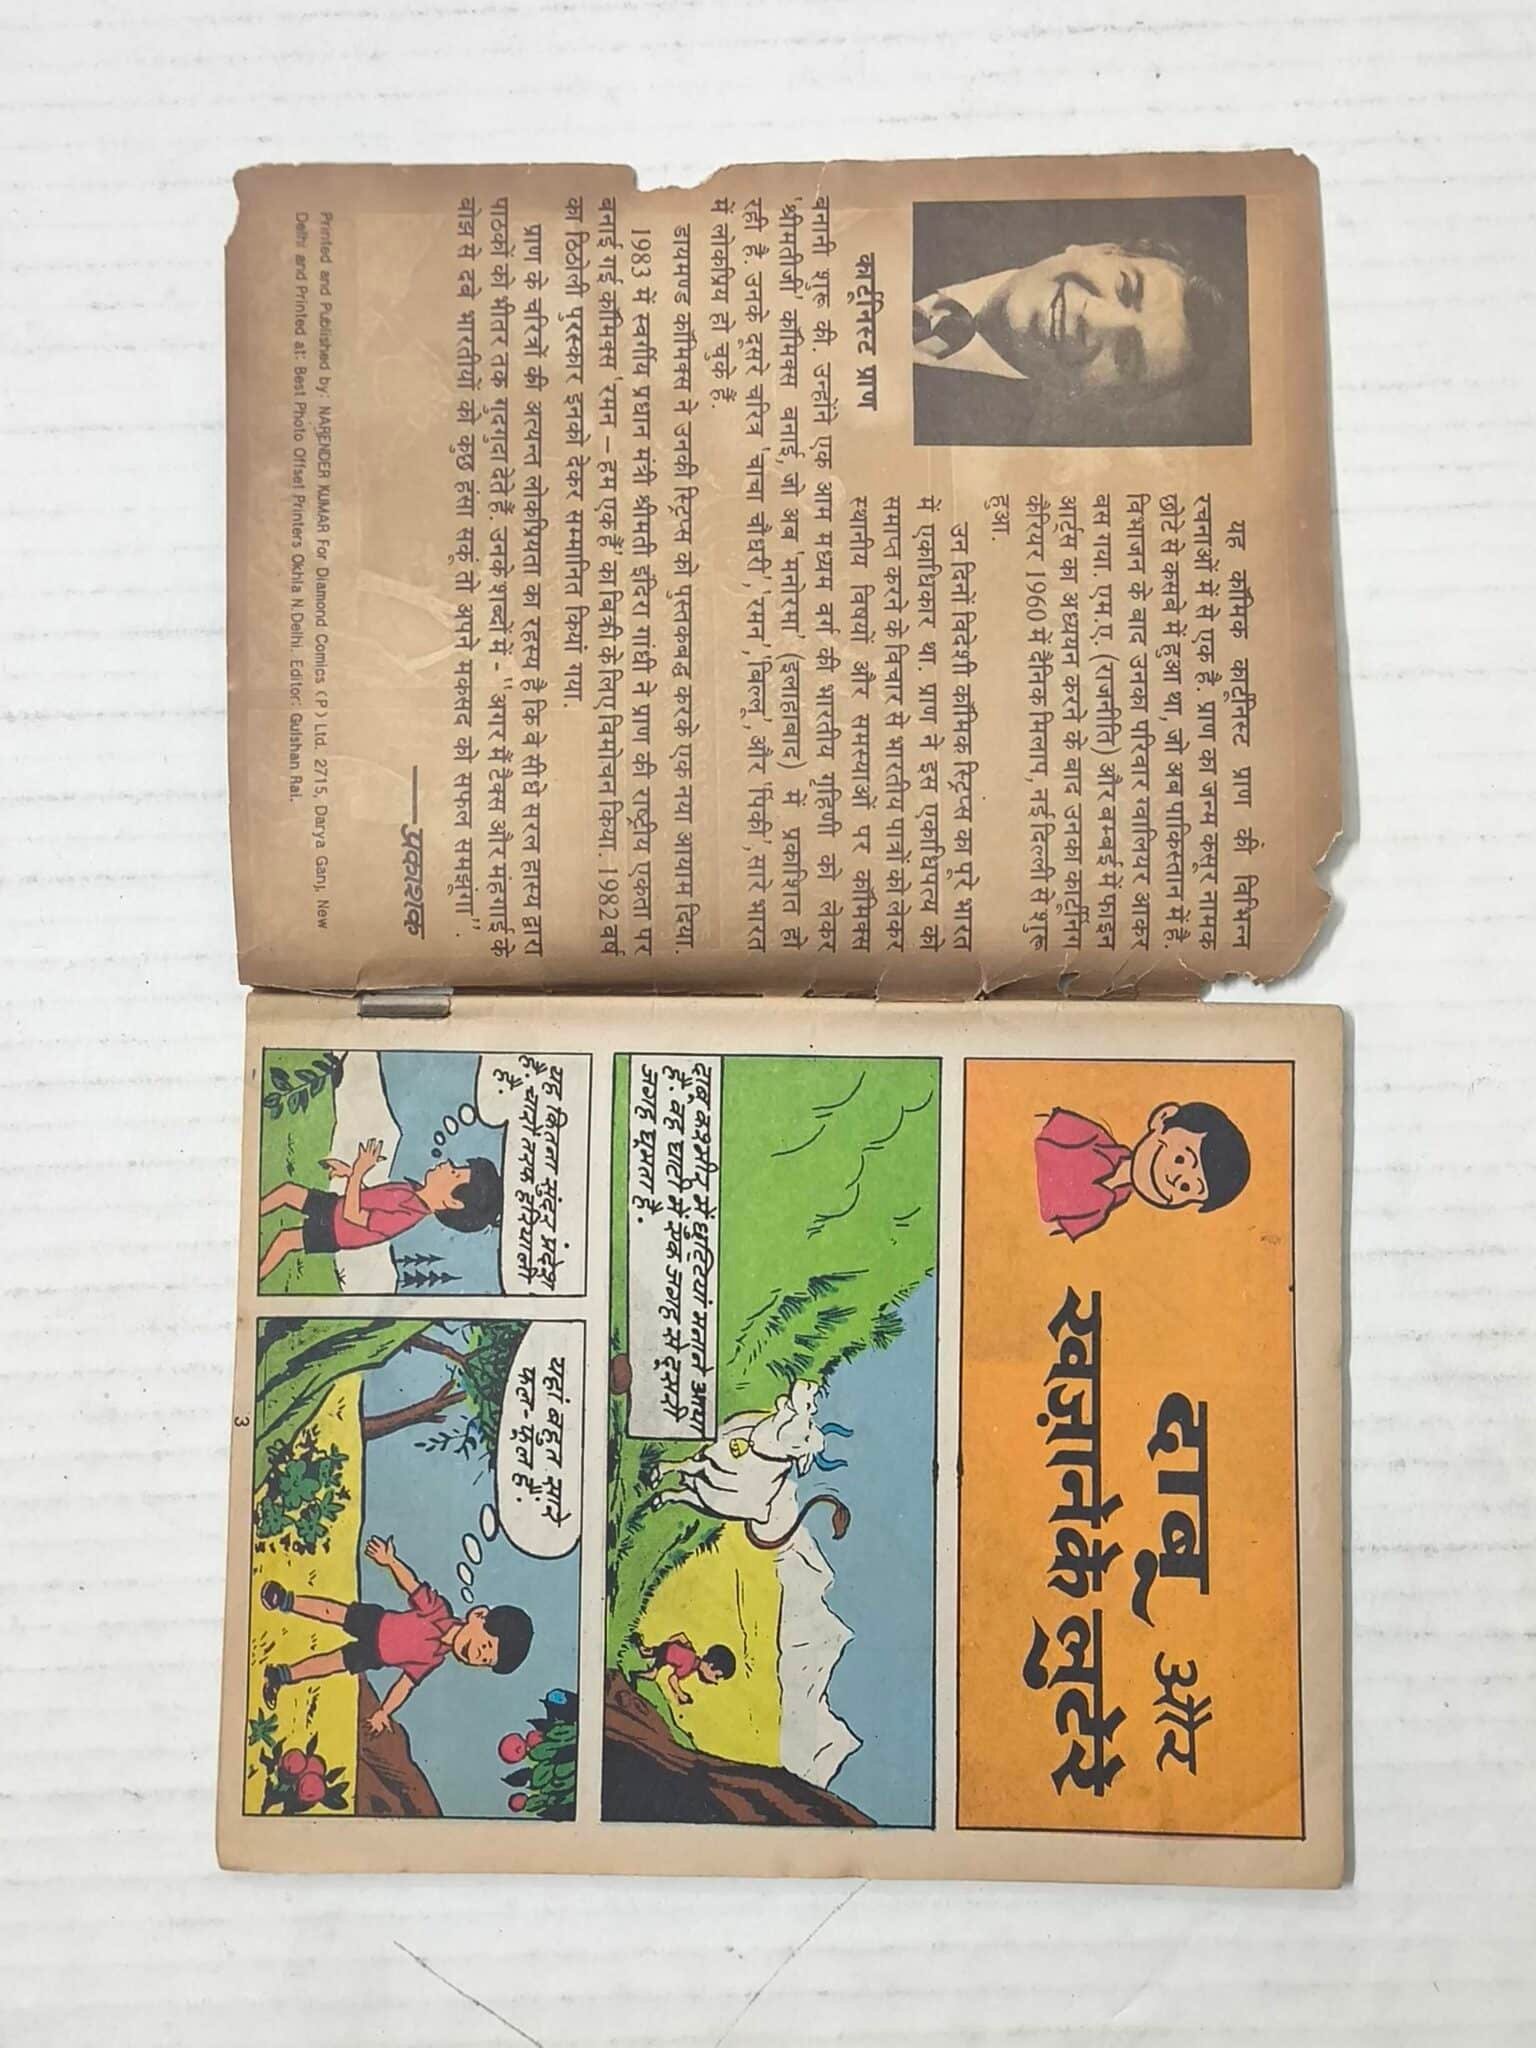 यह कॉमिक कार्टूनिस्ट प्राण की विभिन्न
रचनाओं में से एक है. प्राण का जन्म कसूर नामक
छोटे से कसबे में हुआ था, जो अब पाकिस्तान में है.
विभाजन के बाद उनका परिवार ग्वालियर आकर
बस गया. एम.ए. (राजनीति) और बम्बई में फाइन
आर्ट्स का अध्ययन करने के बाद उनका कार्टूनिंग
कैरियर 1960 में दैनिक मिलाप, नई दिल्ली से शुरू
हुआ.
उन दिनों विदेशी कॉमिक स्ट्रिप्स का पूरे भारत
में एकाधिकार था. प्राण ने इस एकाधिपत्य को
समाप्त करने के विचार से भारतीय पात्रों को लेकर
स्थानीय विषयों और समस्याओं पर कॉमिक्स
कार्टूनिस्ट प्राण
बनानी शुरू की. उन्होंने एक आम मध्यम वर्ग की भारतीय गृहिणी को लेकर
'श्रीमतीजी' कॉमिक्स बनाई, जो अब 'मनोरमा' (इलाहाबाद) में प्रकाशित हो
रही है. उनके दूसरे चरित्र 'चाचा चौधरी', 'रमन', 'बिल्लू', और 'पिंकी', सारे भारत
में लोकप्रिय हो चुके हैं.
डायमण्ड कॉमिक्स ने उनकी स्ट्रिप्स को पुस्तकबद्ध करके एक नया आयाम दिया.
1983 में स्वर्गीय प्रधान मंत्री श्रीमती इंदिरा गांधी ने प्राण की राष्ट्रीय एकता पर
बनाई गई कॉमिक्स 'रमन – हम एक हैं' का बिक्री के लिए विमोचन किया. 1982 वर्ष
का ठिठोली पुरस्कार इनको देकर सम्मानित किया गया.
प्राण के चरित्रों की अत्यन्त लोकप्रियता का रहस्य है कि वे सीधे सरल हास्य द्वारा
पाठकों को भीतर तक गुदगुदा देते हैं. उनके शब्दों में - "अगर मैं टैक्स और मंहगाई के
बोझ से दबे भारतीयों को कुछ हंसा सकूं तो अपने मकसद को सफल समझूंगा".
—प्रकाशक
Printed and Published by: NARENDER KUMAR For Diamond Comics (P) Ltd. 2715, Darya Ganj, New
Delhi and Printed at: Best Photo Offset Printers Okhla N.Delhi. Editor: Gulshan Rai.
दाबू और
खज़ाने के लुटेरे
दाबू कश्मीर में छुट्टियां मनाने आया
है. वह घाटी में एक जगह से दूसरी
जगह घूमता है.
यह कितना सुंदर प्रदेश
है. चारों तरफ हरियाली
है.
यहां बहुत सारे
फल-फूल हैं.
3